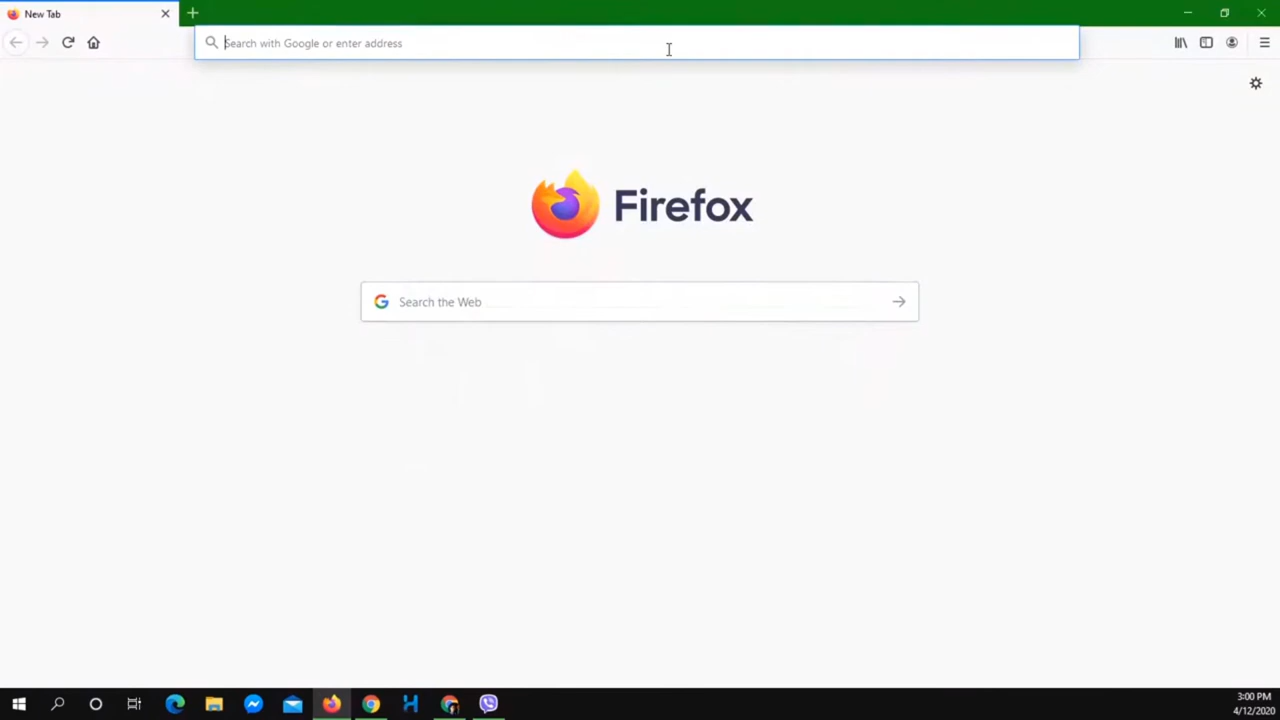 New Tab
Search with Google or enter address
Firefox
Search the Web
3:00 PM
4/12/2020